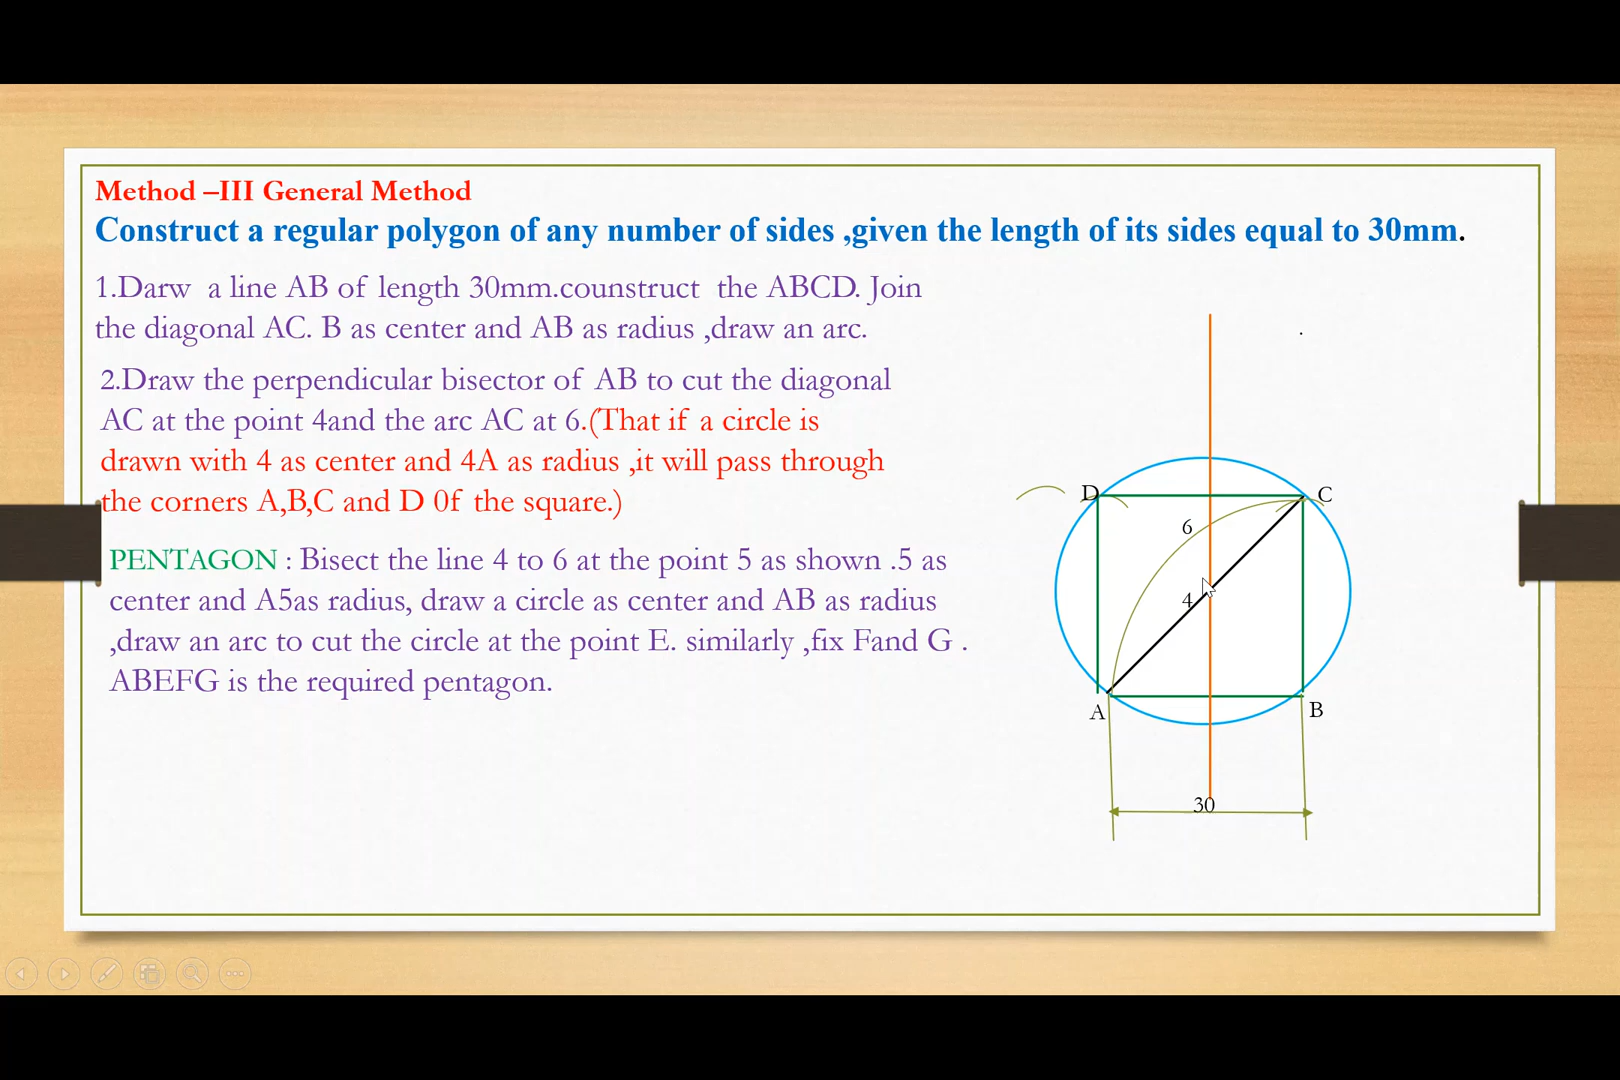 Method –III General Method
Construct a regular polygon of any number of sides ,given the length of its sides equal to 30mm.
1.Darw a line AB of length 30mm.counstruct the ABCD. Join
the diagonal AC. B as center and AB as radius ,draw an arc.
2.Draw the perpendicular bisector of AB to cut the diagonal
AC at the point 4and the arc AC at 6.(That if a circle is
drawn with 4 as center and 4A as radius ,it will pass through
the corners A,B,C and D 0f the square.)
PENTAGON : Bisect the line 4 to 6 at the point 5 as shown .5 as
center and A5as radius, draw a circle as center and AB as radius
,draw an arc to cut the circle at the point E. similarly ,fix Fand G .
ABEFG is the required pentagon.
D
C
6
4
A
B
30